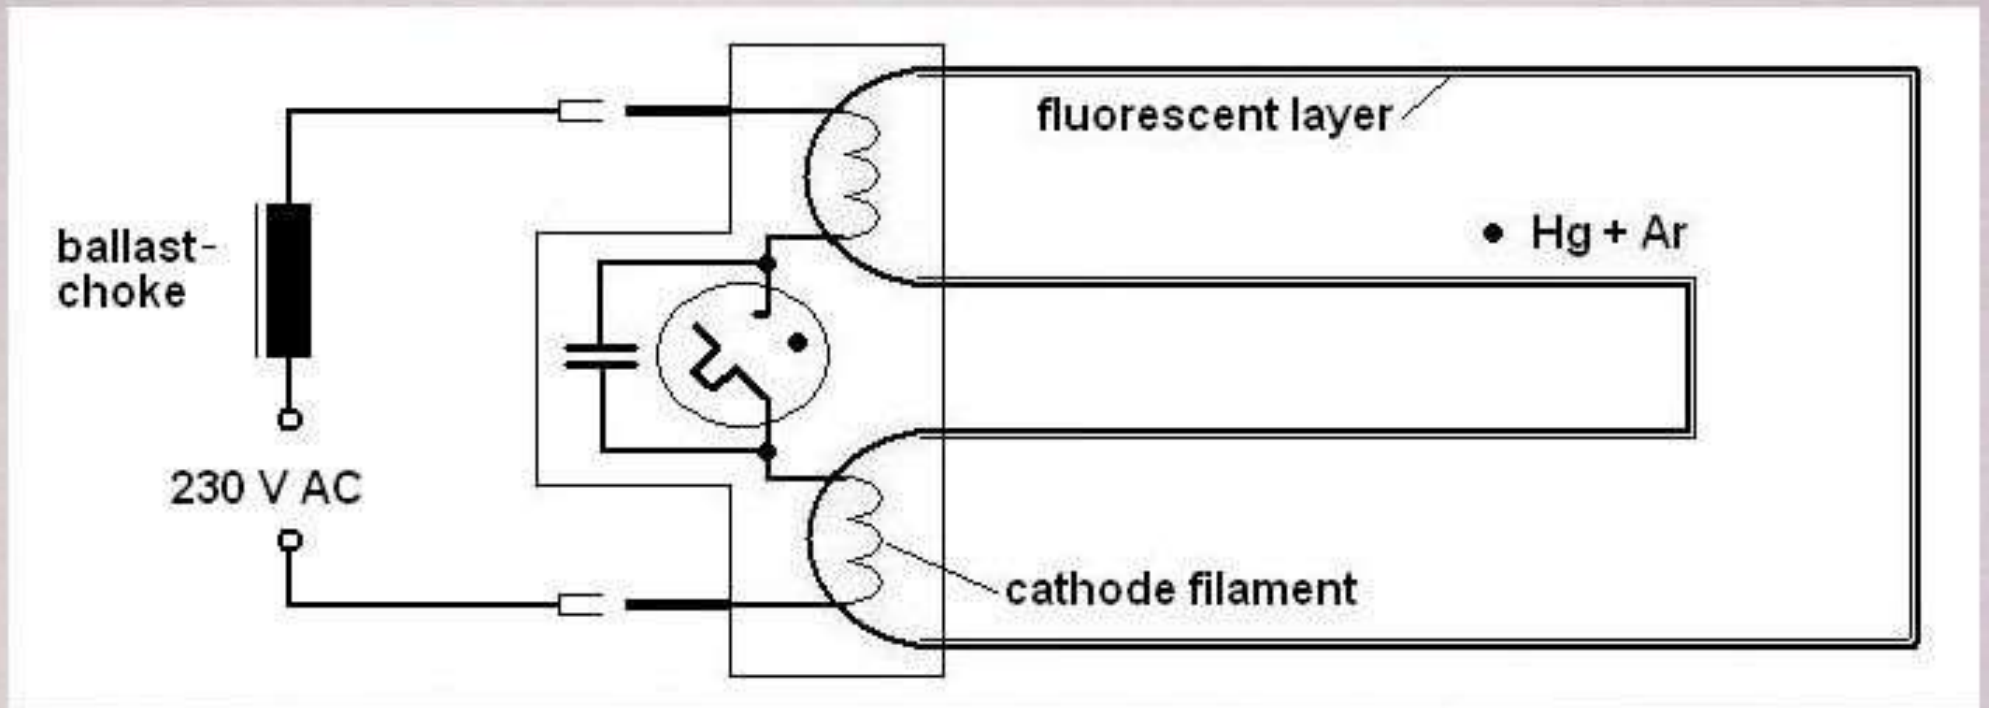 fluorescent layer
ballast-
choke
Hg + Ar
230 V AC
cathode filament